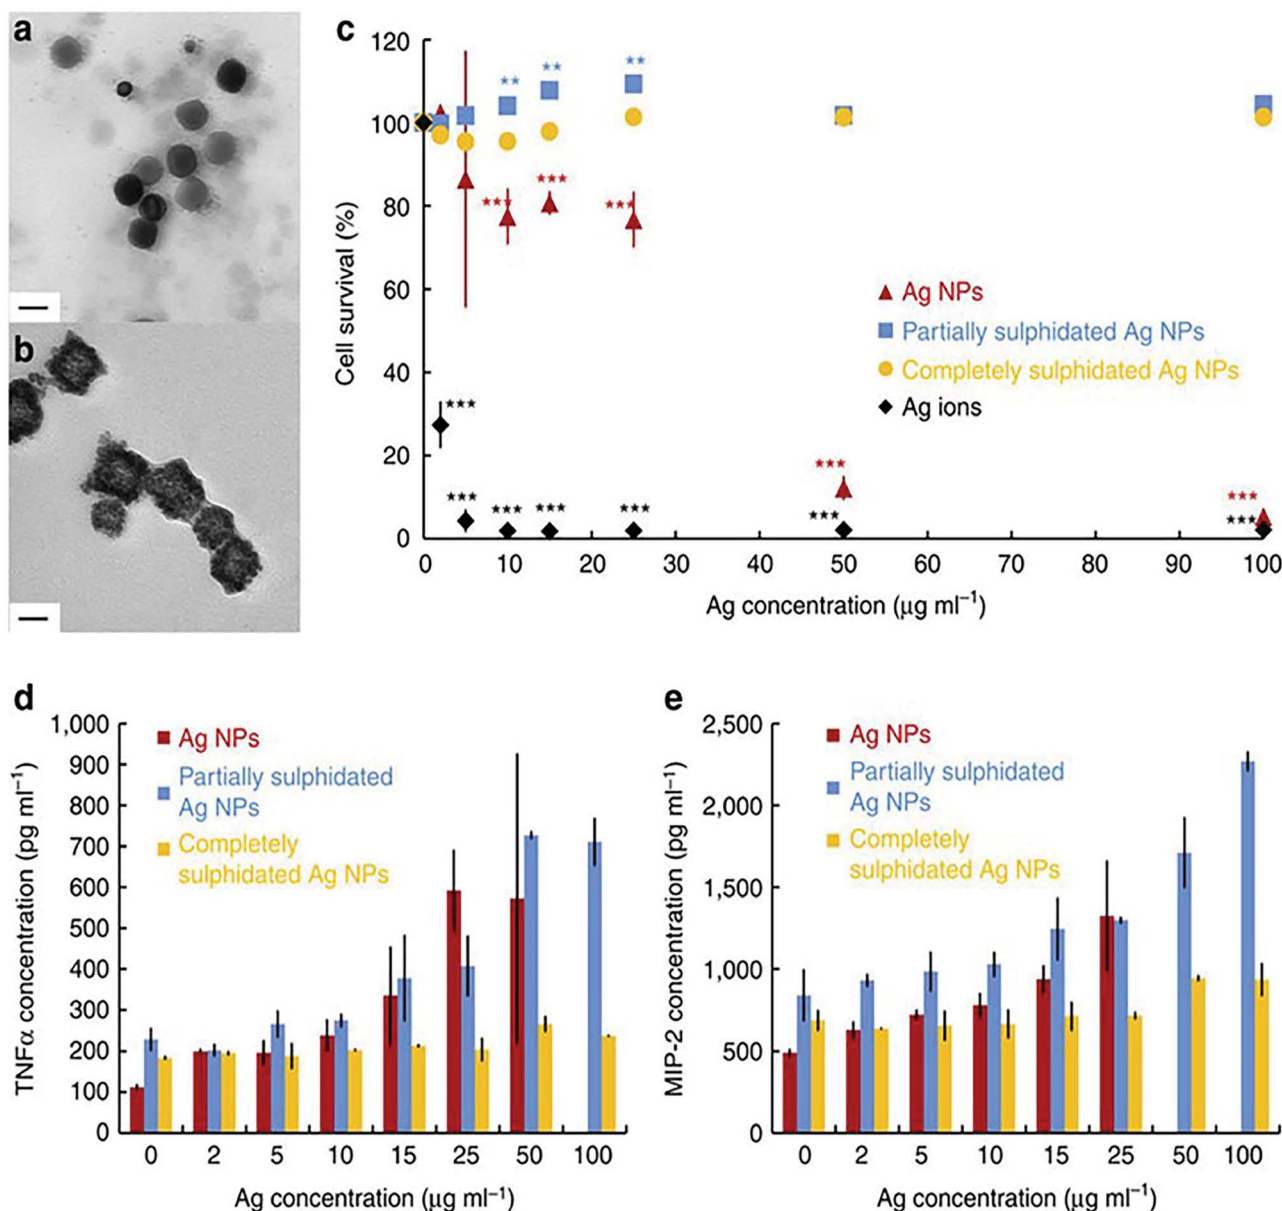 a
b
c
120
100
80
60
40
20
0
Cell survival (%)
**
**
**
***
***
***
***
***
***
***
***
***
***
***
***
Ag NPs
Partially sulphidated Ag NPs
Completely sulphidated Ag NPs
Ag ions
0 10 20 30 40 50 60 70 80 90 100
Ag concentration (μg ml⁻¹)
d
1,000
900
800
700
600
500
400
300
200
100
0
TNFα concentration (pg ml⁻¹)
Ag NPs
Partially sulphidated
Ag NPs
Completely
sulphidated Ag NPs
0 2 5 10 15 25 50 100
Ag concentration (μg ml⁻¹)
e
2,500
2,000
1,500
1,000
500
0
MIP-2 concentration (pg ml⁻¹)
Ag NPs
Partially sulphidated
Ag NPs
Completely
sulphidated Ag NPs
0 2 5 10 15 25 50 100
Ag concentration (μg ml⁻¹)